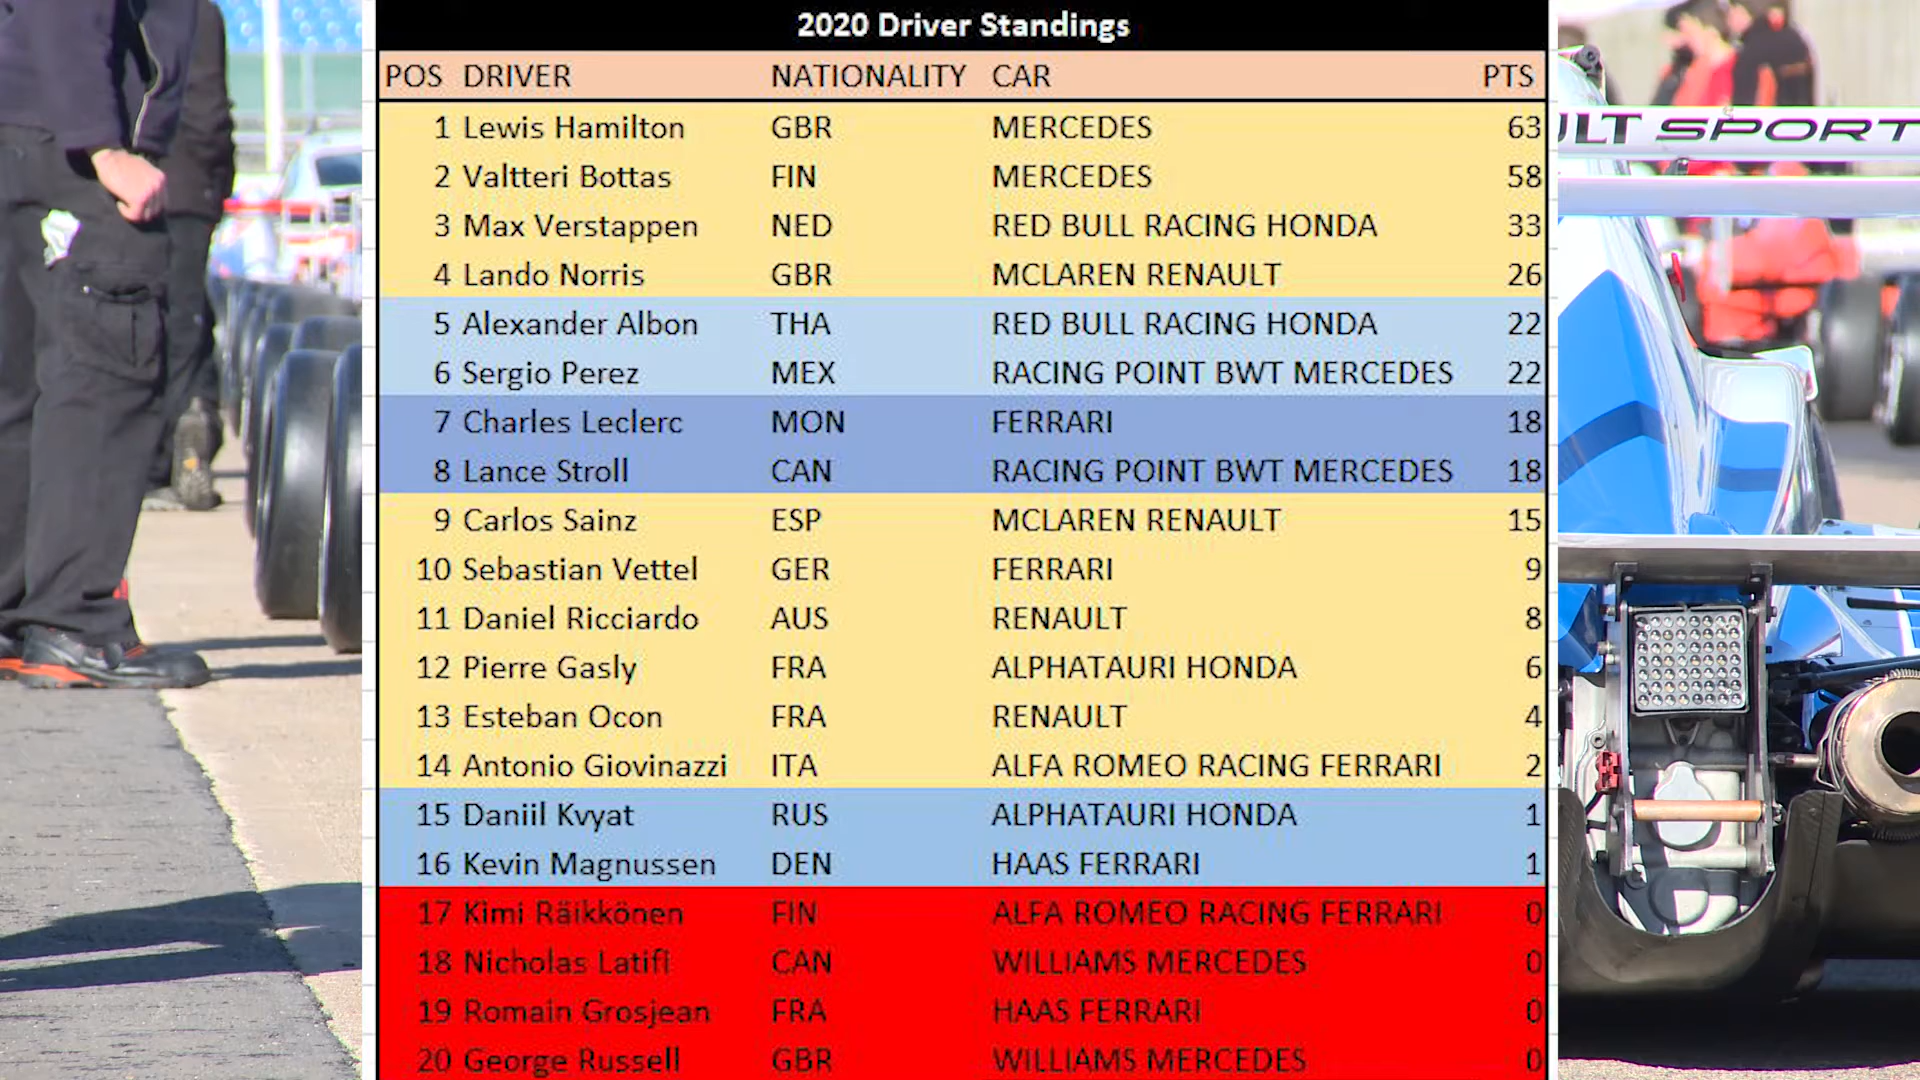 2020 Driver Standings
POS DRIVER NATIONALITY CAR PTS
1 Lewis Hamilton GBR MERCEDES 63
2 Valtteri Bottas FIN MERCEDES 58
3 Max Verstappen NED RED BULL RACING HONDA 33
4 Lando Norris GBR MCLAREN RENAULT 26
5 Alexander Albon THA RED BULL RACING HONDA 22
6 Sergio Perez MEX RACING POINT BWT MERCEDES 22
7 Charles Leclerc MON FERRARI 18
8 Lance Stroll CAN RACING POINT BWT MERCEDES 18
9 Carlos Sainz ESP MCLAREN RENAULT 15
10 Sebastian Vettel GER FERRARI 9
11 Daniel Ricciardo AUS RENAULT 8
12 Pierre Gasly FRA ALPHATAURI HONDA 6
13 Esteban Ocon FRA RENAULT 4
14 Antonio Giovinazzi ITA ALFA ROMEO RACING FERRARI 2
15 Daniil Kvyat RUS ALPHATAURI HONDA 1
16 Kevin Magnussen DEN HAAS FERRARI 1
17 Kimi Räikkönen FIN ALFA ROMEO RACING FERRARI 0
18 Nicholas Latifi CAN WILLIAMS MERCEDES 0
19 Romain Grosjean FRA HAAS FERRARI 0
20 George Russell GBR WILLIAMS MERCEDES 0
ULT SPORT